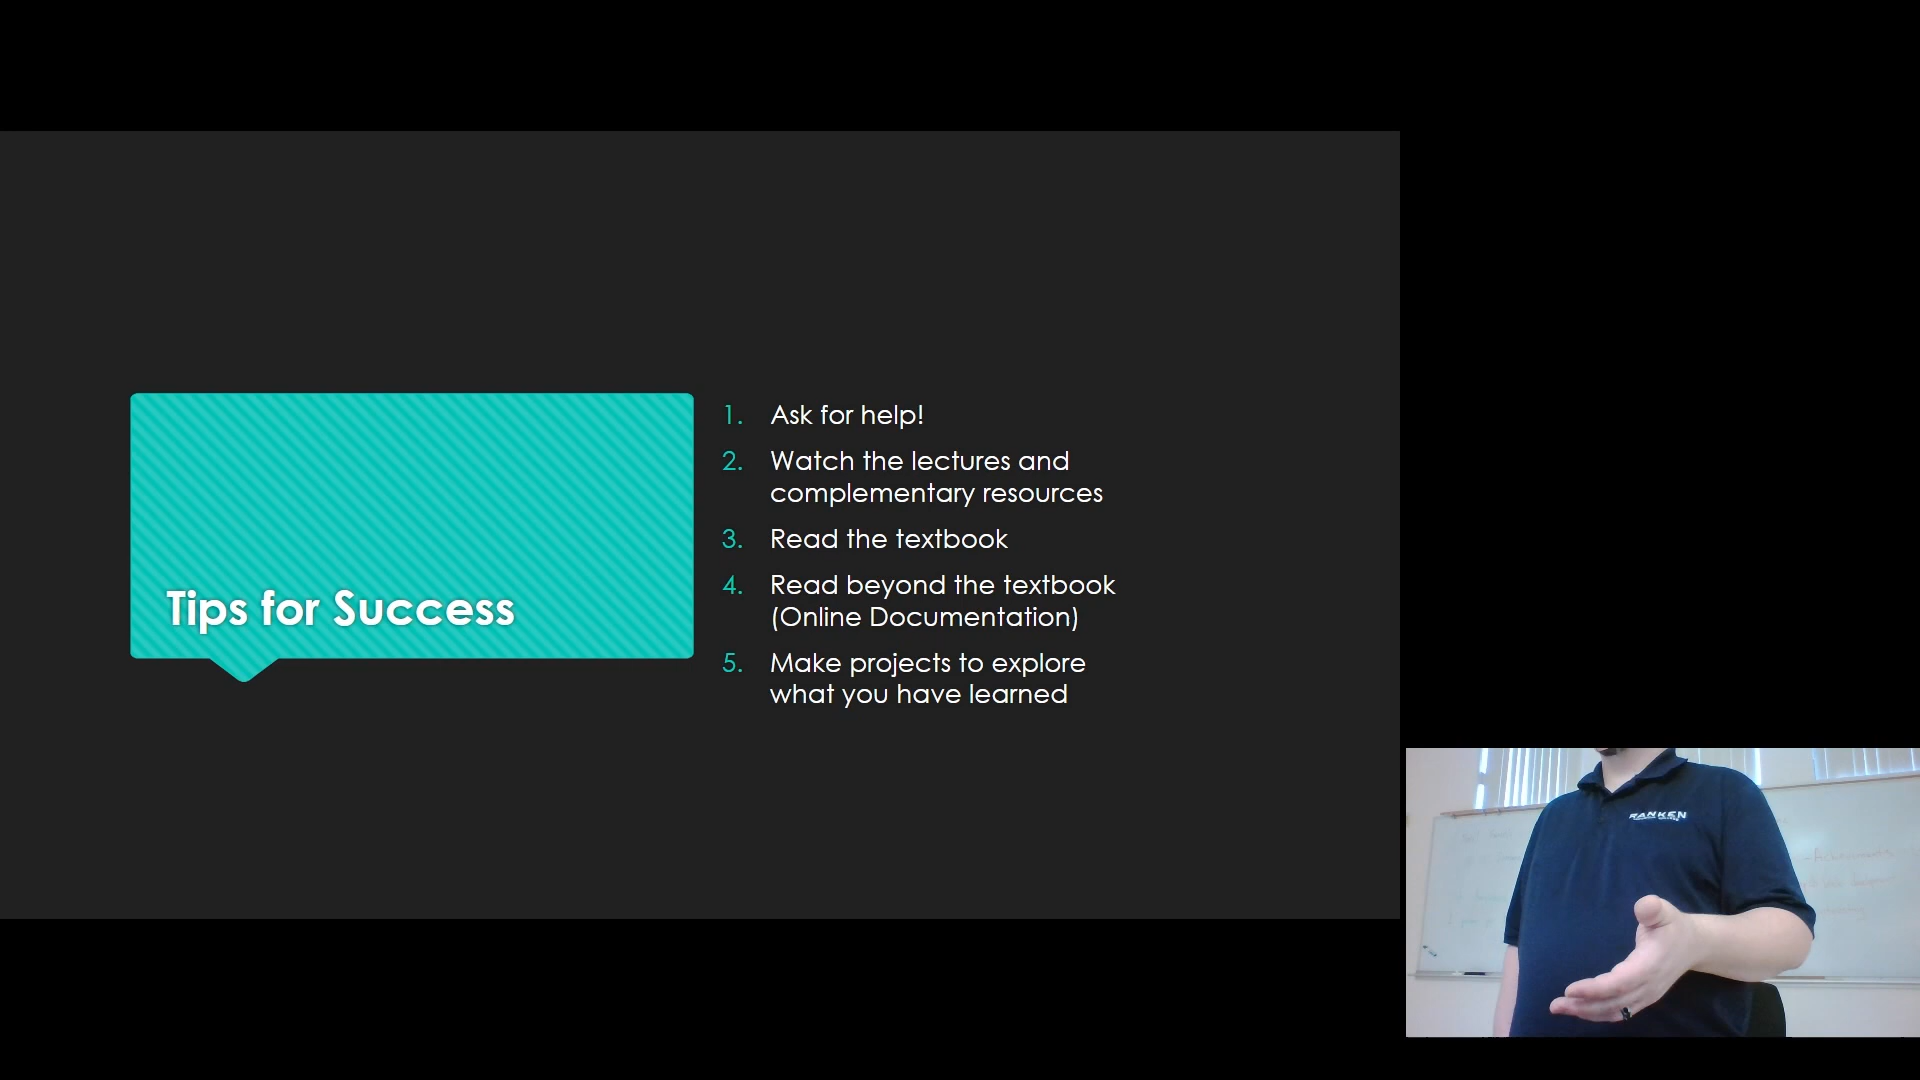 Tips for Success
1. Ask for help!
2. Watch the lectures and
complementary resources
3. Read the textbook
4. Read beyond the textbook
(Online Documentation)
5. Make projects to explore
what you have learned
RANKEN